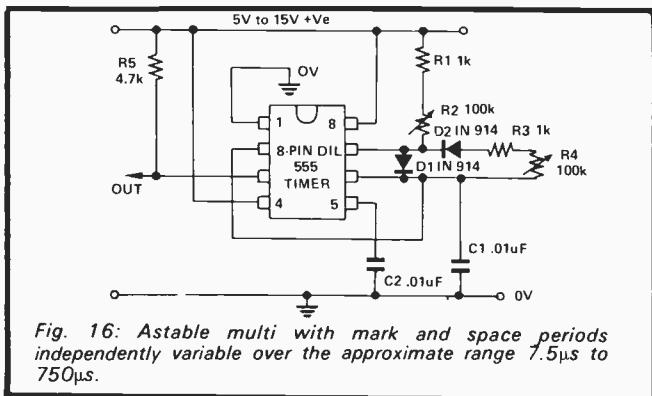 5V to 15V +Ve
R5
4.7k
OV
R1 1k
R2 100k
1
8
D2 IN 914
R3 1k
8-PIN DIL
555
TIMER
D1 IN 914
R4
100k
OUT
4
5
C1 .01uF
C2 .01uF
0V
Fig. 16: Astable multi with mark and space periods
independently variable over the approximate range 7.5μs to
750μs.